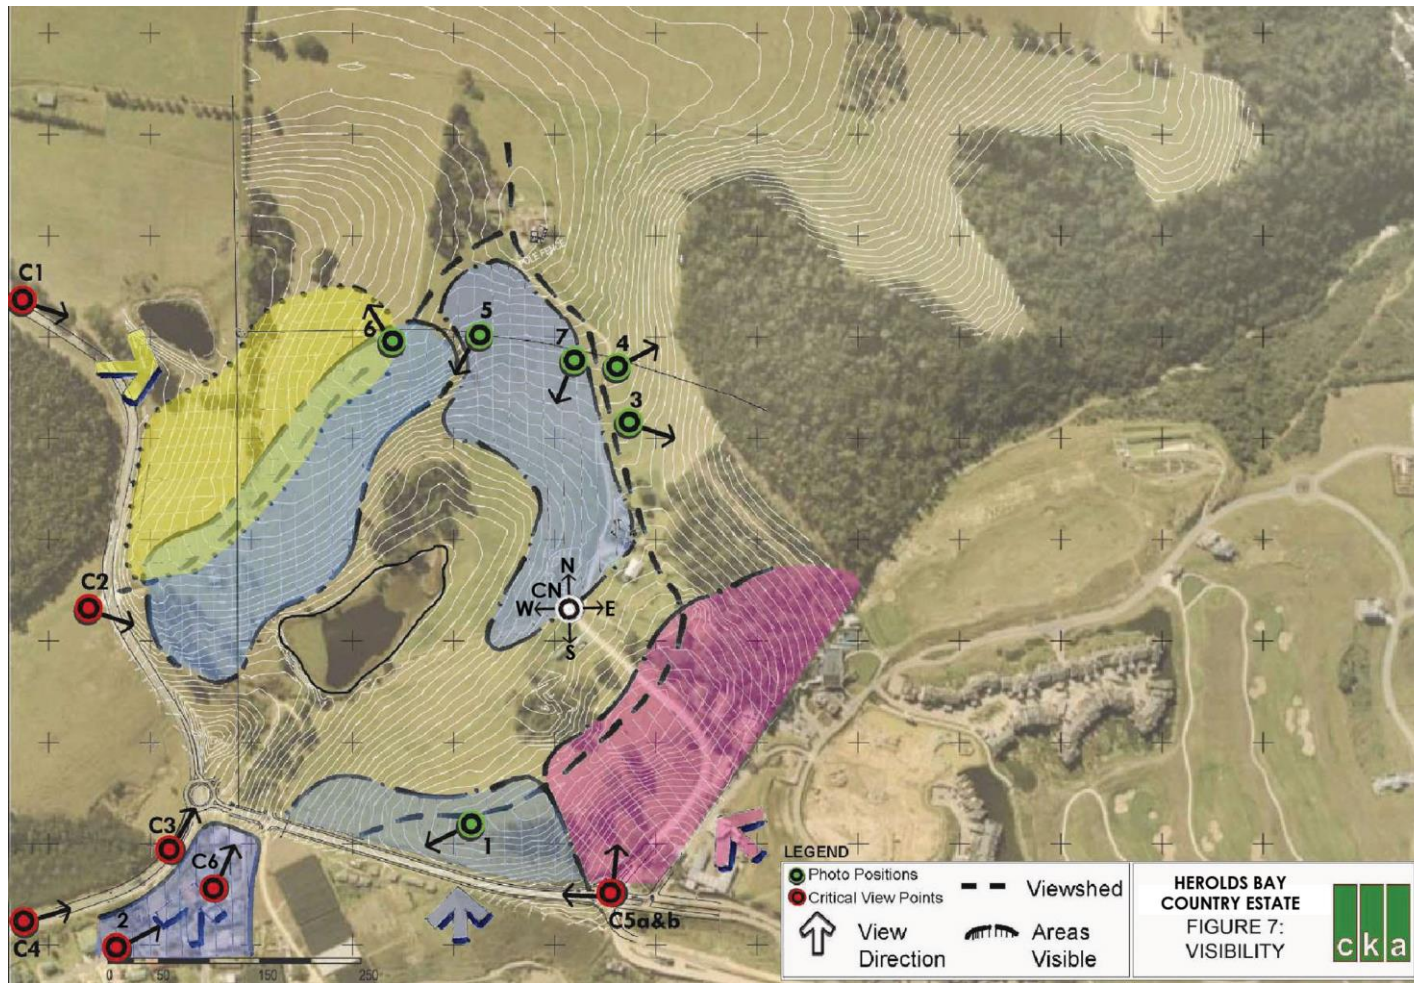 C1
5
6
7
4
3
C2
N
CN
W
E
S
C3
C6
1
C4
2
C5a&b
0
50
150
250
LEGEND
Photo Positions
Critical View Points
View
Direction
Viewshed
Areas
Visible
HEROLDS BAY
COUNTRY ESTATE
FIGURE 7:
VISIBILITY
cka